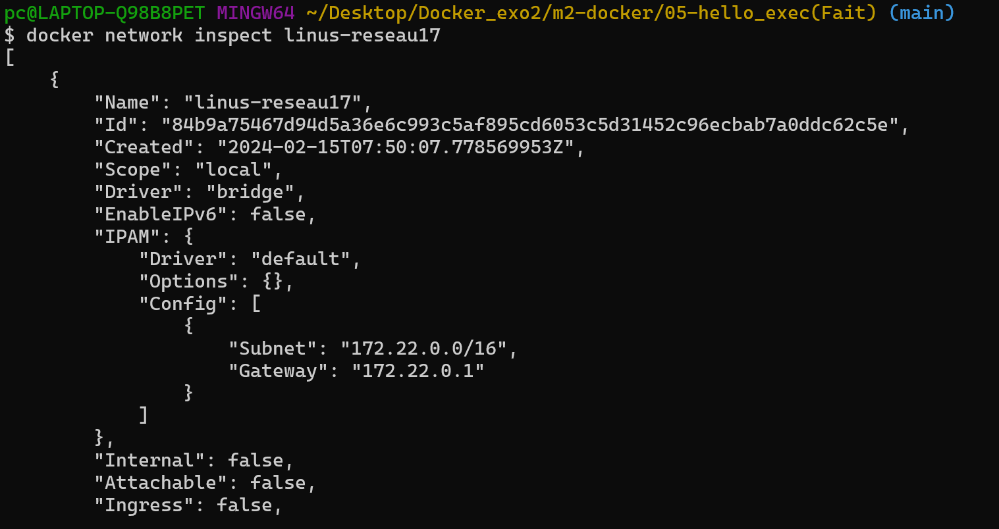 pc@LAPTOP-Q98B8PET MINGW64 ~/Desktop/Docker_exo2/m2-docker/05-hello_exec(Fait) (main)
$ docker network inspect linus-reseau17
[
    {
        "Name": "linus-reseau17",
        "Id": "84b9a75467d94d5a36e6c993c5af895cd6053c5d31452c96ecbab7a0ddc62c5e",
        "Created": "2024-02-15T07:50:07.778569953Z",
        "Scope": "local",
        "Driver": "bridge",
        "EnableIPv6": false,
        "IPAM": {
            "Driver": "default",
            "Options": {},
            "Config": [
                {
                    "Subnet": "172.22.0.0/16",
                    "Gateway": "172.22.0.1"
                }
            ]
        },
        "Internal": false,
        "Attachable": false,
        "Ingress": false,